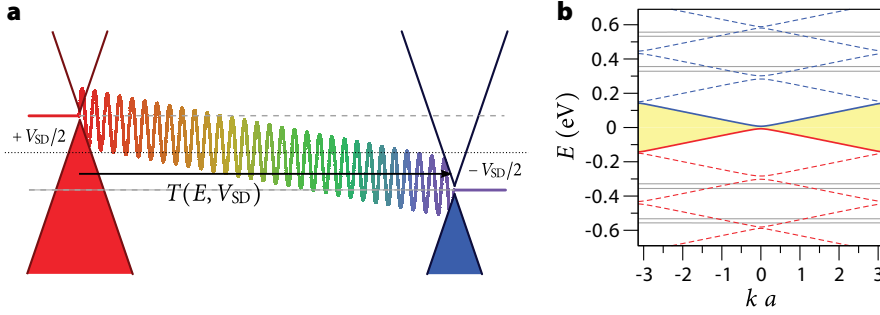 a
+ V_SD/2
− V_SD/2
T(E, V_SD)
b
E (eV)
0.6
0.4
0.2
0
-0.2
-0.4
-0.6
-3 -2 -1 0 1 2 3
k a